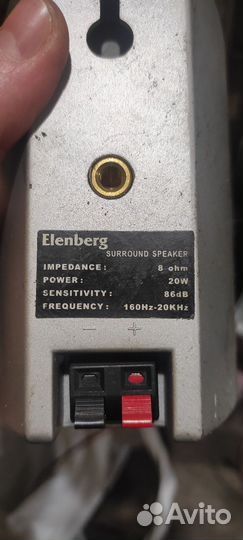 Elenberg
SURROUND SPEAKER
IMPEDANCE: 8 ohm
POWER: 20W
SENSITIVITY: 86dB
FREQUENCY: 160Hz-20KHz
− +
Avito